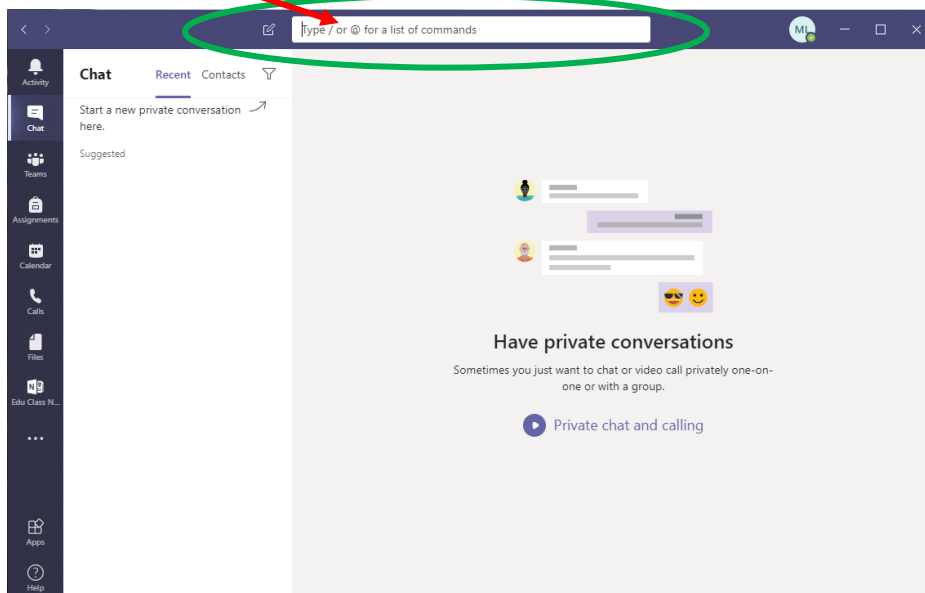 Type / or @ for a list of commands
ML
Activity
Chat
Teams
Assignments
Calendar
Calls
Files
Edu Class N...
Apps
Help
Chat Recent Contacts
Start a new private conversation
here.
Suggested
Have private conversations
Sometimes you just want to chat or video call privately one-on-
one or with a group.
Private chat and calling